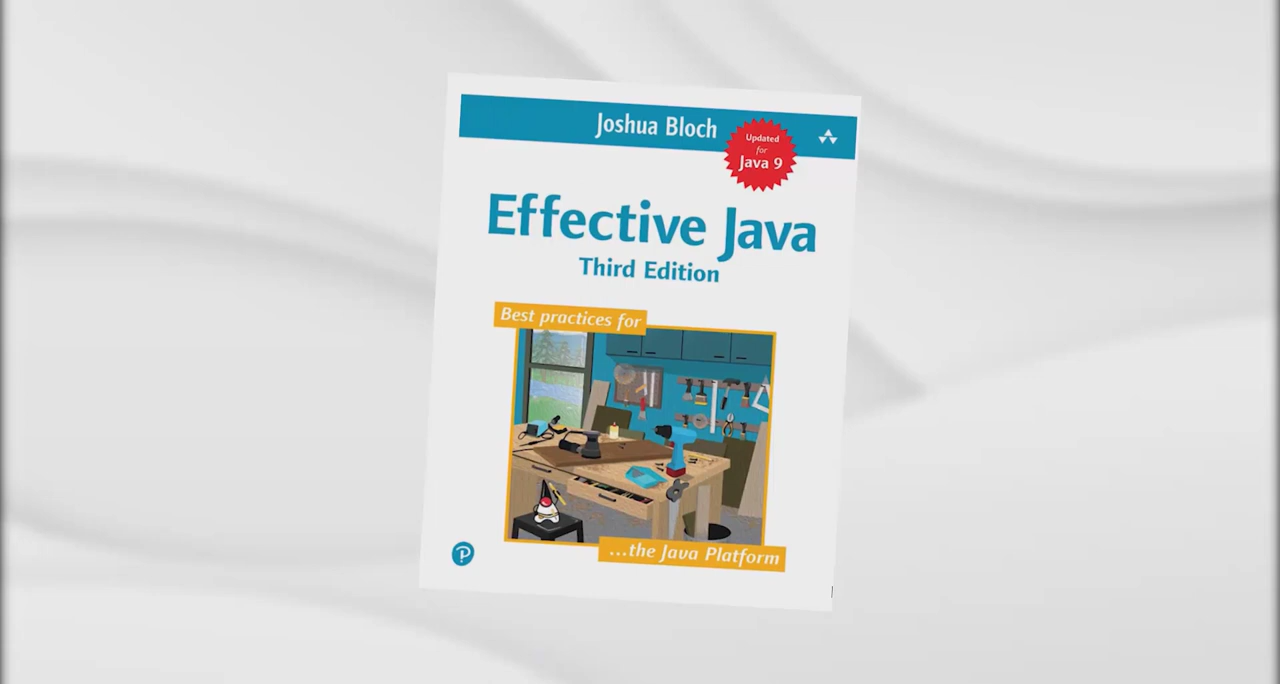 Joshua Bloch
Updated
for
Java 9
Effective Java
Third Edition
Best practices for
...the Java Platform
P